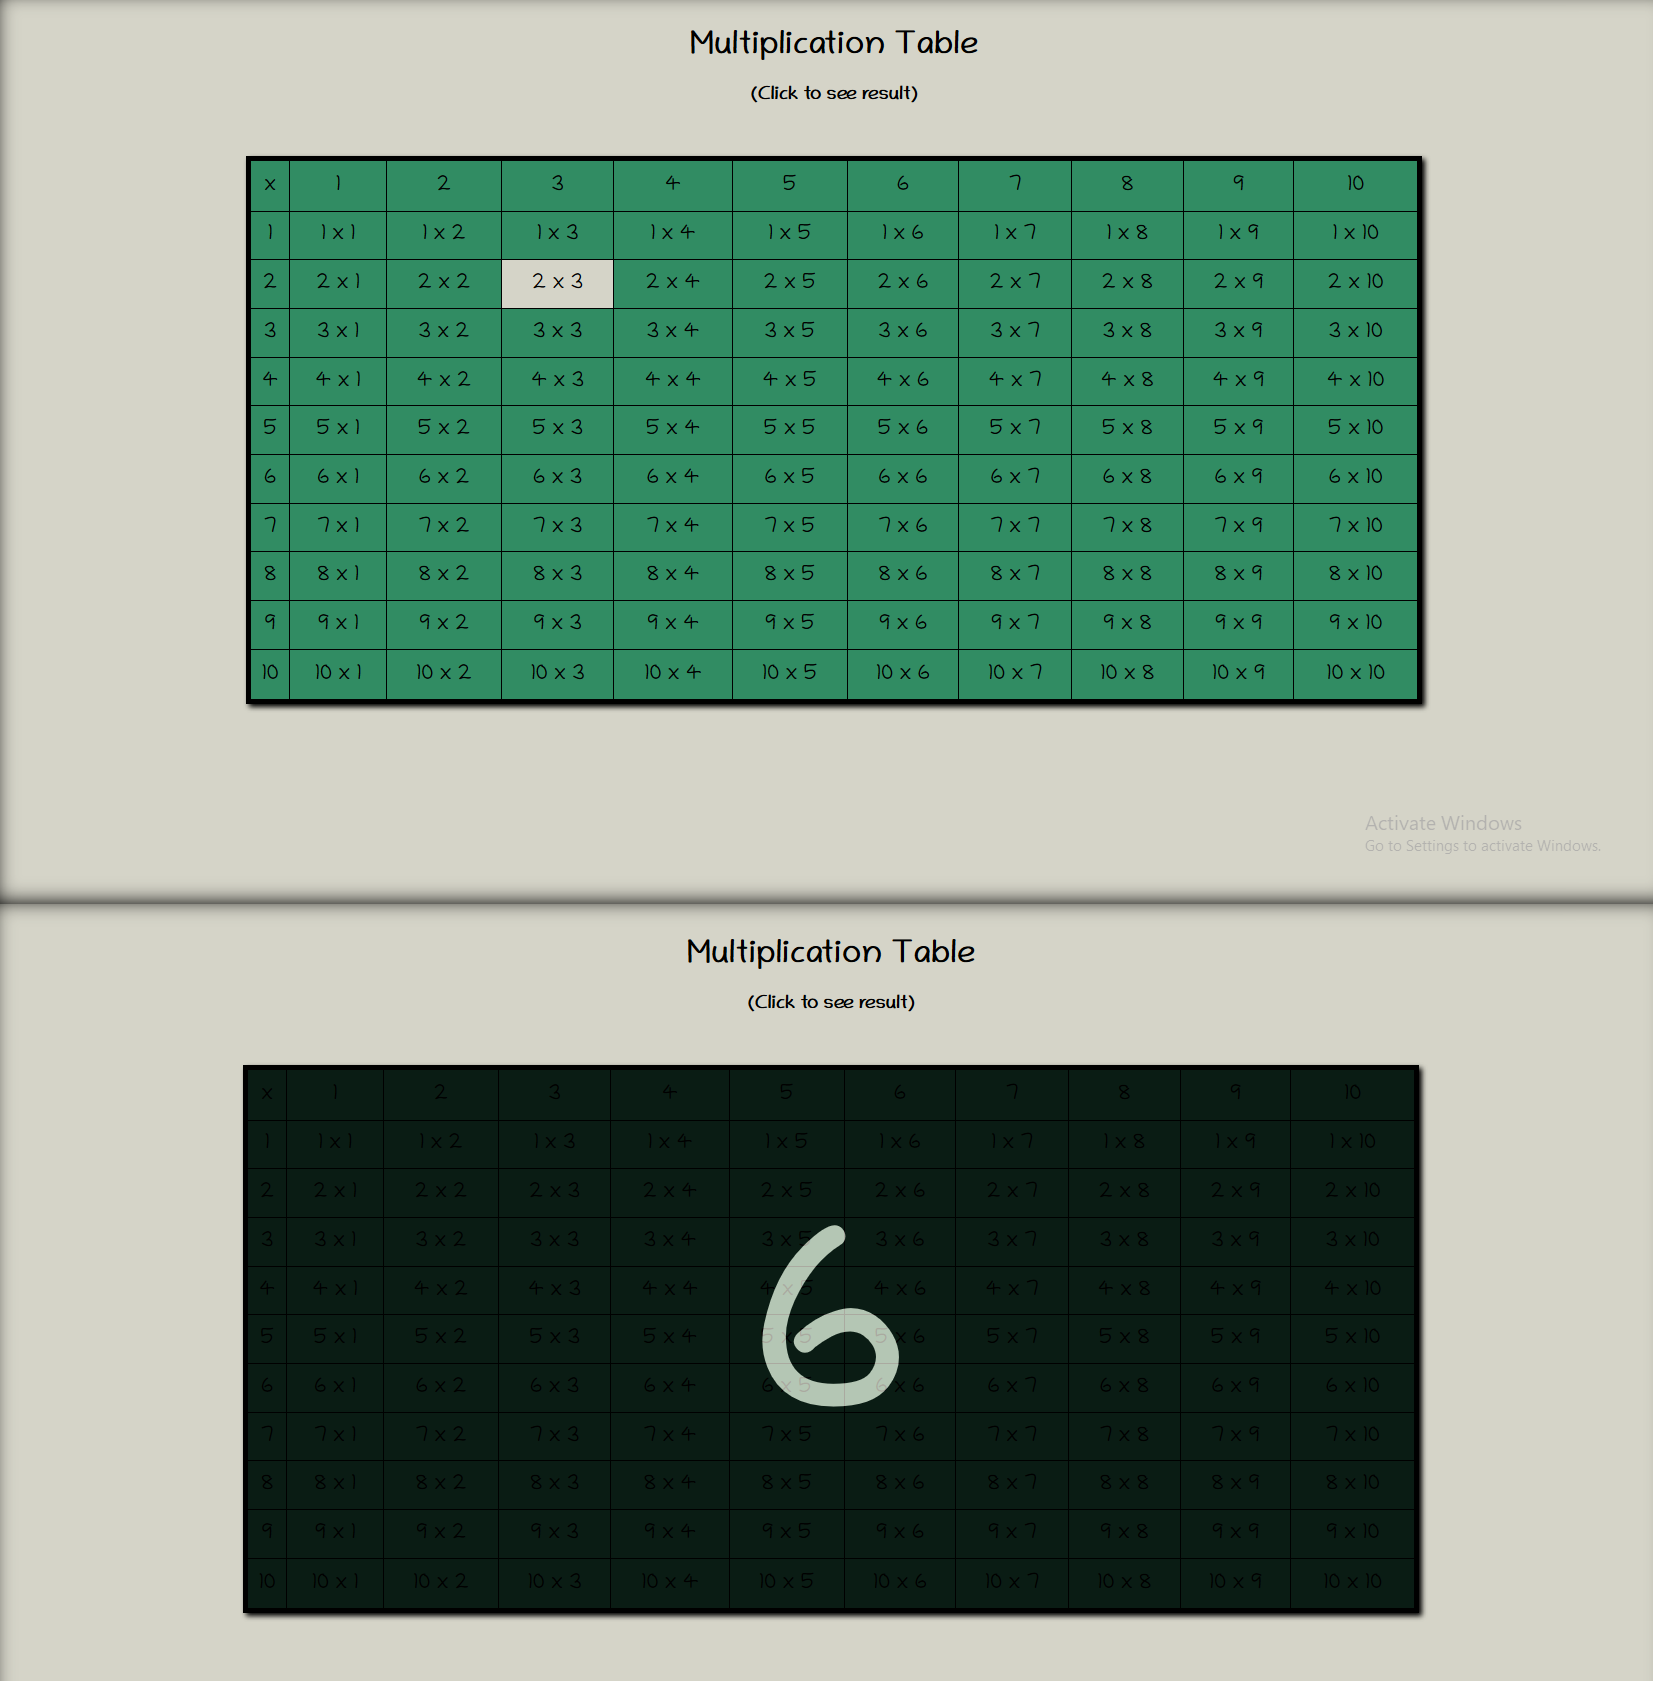 Multiplication Table
(Click to see result)
x 1 2 3 4 5 6 7 8 9 10
1 1 x 1 1 x 2 1 x 3 1 x 4 1 x 5 1 x 6 1 x 7 1 x 8 1 x 9 1 x 10
2 2 x 1 2 x 2 2 x 3 2 x 4 2 x 5 2 x 6 2 x 7 2 x 8 2 x 9 2 x 10
3 3 x 1 3 x 2 3 x 3 3 x 4 3 x 5 3 x 6 3 x 7 3 x 8 3 x 9 3 x 10
4 4 x 1 4 x 2 4 x 3 4 x 4 4 x 5 4 x 6 4 x 7 4 x 8 4 x 9 4 x 10
5 5 x 1 5 x 2 5 x 3 5 x 4 5 x 5 5 x 6 5 x 7 5 x 8 5 x 9 5 x 10
6 6 x 1 6 x 2 6 x 3 6 x 4 6 x 5 6 x 6 6 x 7 6 x 8 6 x 9 6 x 10
7 7 x 1 7 x 2 7 x 3 7 x 4 7 x 5 7 x 6 7 x 7 7 x 8 7 x 9 7 x 10
8 8 x 1 8 x 2 8 x 3 8 x 4 8 x 5 8 x 6 8 x 7 8 x 8 8 x 9 8 x 10
9 9 x 1 9 x 2 9 x 3 9 x 4 9 x 5 9 x 6 9 x 7 9 x 8 9 x 9 9 x 10
10 10 x 1 10 x 2 10 x 3 10 x 4 10 x 5 10 x 6 10 x 7 10 x 8 10 x 9 10 x 10
Activate Windows
Go to Settings to activate Windows.
Multiplication Table
(Click to see result)
x 1 2 3 4 5 6 7 8 9 10
1 1 x 1 1 x 2 1 x 3 1 x 4 1 x 5 1 x 6 1 x 7 1 x 8 1 x 9 1 x 10
2 2 x 1 2 x 2 2 x 3 2 x 4 2 x 5 2 x 6 2 x 7 2 x 8 2 x 9 2 x 10
3 3 x 1 3 x 2 3 x 3 3 x 4 3 x 5 3 x 6 3 x 7 3 x 8 3 x 9 3 x 10
4 4 x 1 4 x 2 4 x 3 4 x 4 4 x 5 4 x 6 4 x 7 4 x 8 4 x 9 4 x 10
6
5 5 x 1 5 x 2 5 x 3 5 x 4 5 x 5 5 x 6 5 x 7 5 x 8 5 x 9 5 x 10
6 6 x 1 6 x 2 6 x 3 6 x 4 6 x 5 6 x 6 6 x 7 6 x 8 6 x 9 6 x 10
7 7 x 1 7 x 2 7 x 3 7 x 4 7 x 5 7 x 6 7 x 7 7 x 8 7 x 9 7 x 10
8 8 x 1 8 x 2 8 x 3 8 x 4 8 x 5 8 x 6 8 x 7 8 x 8 8 x 9 8 x 10
9 9 x 1 9 x 2 9 x 3 9 x 4 9 x 5 9 x 6 9 x 7 9 x 8 9 x 9 9 x 10
10 10 x 1 10 x 2 10 x 3 10 x 4 10 x 5 10 x 6 10 x 7 10 x 8 10 x 9 10 x 10